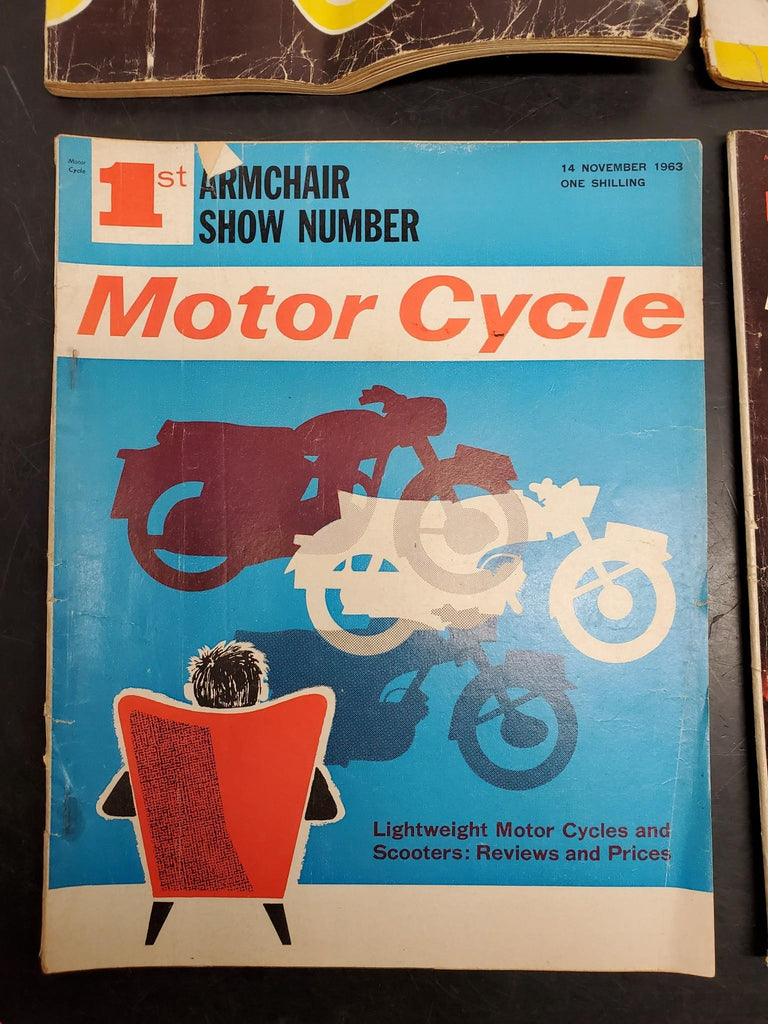 Motor
Cycle
1st
ARMCHAIR
SHOW NUMBER
14 NOVEMBER 1963
ONE SHILLING
Motor Cycle
Lightweight Motor Cycles and
Scooters: Reviews and Prices